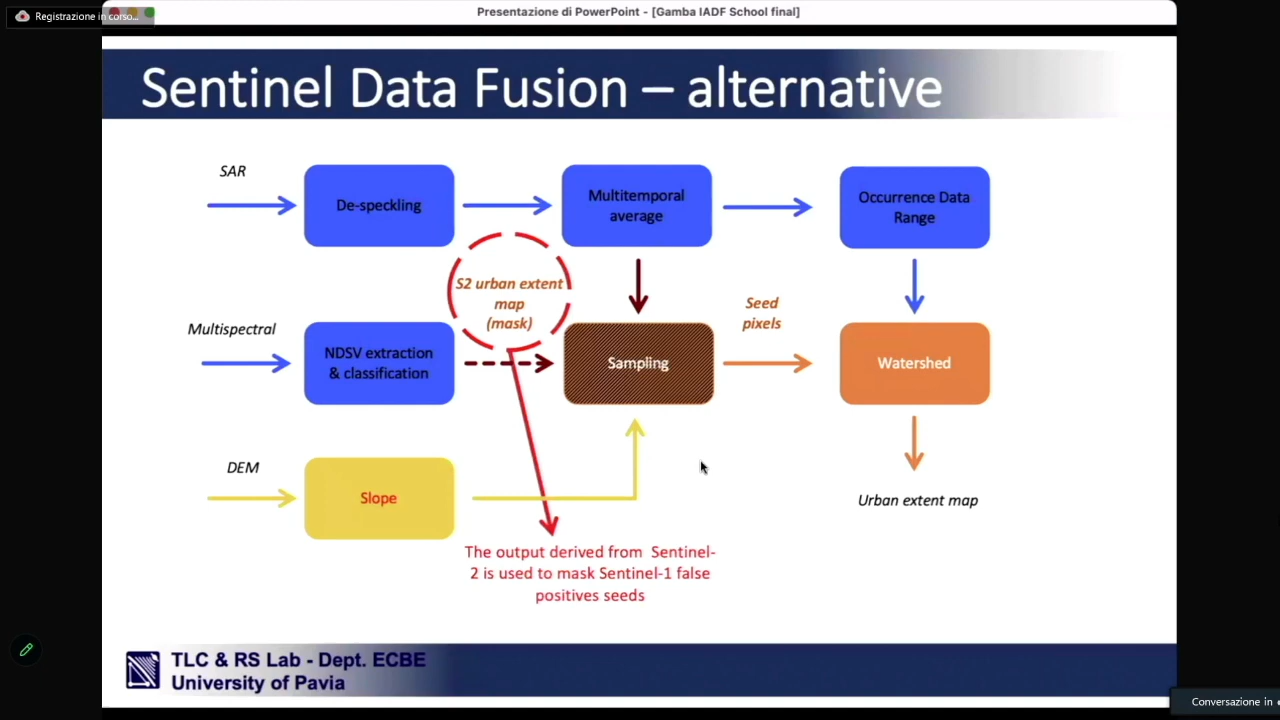 Registrazione in corso...
Presentazione di PowerPoint - [Gamba IADF School final]
Sentinel Data Fusion – alternative
SAR
De-speckling
Multitemporal
average
Occurrence Data
Range
S2 urban extent
map
(mask)
Seed
pixels
Multispectral
NDSV extraction
& classification
Sampling
Watershed
DEM
Slope
Urban extent map
The output derived from Sentinel-
2 is used to mask Sentinel-1 false
positives seeds
TLC & RS Lab - Dept. ECBE
University of Pavia
Conversazione in